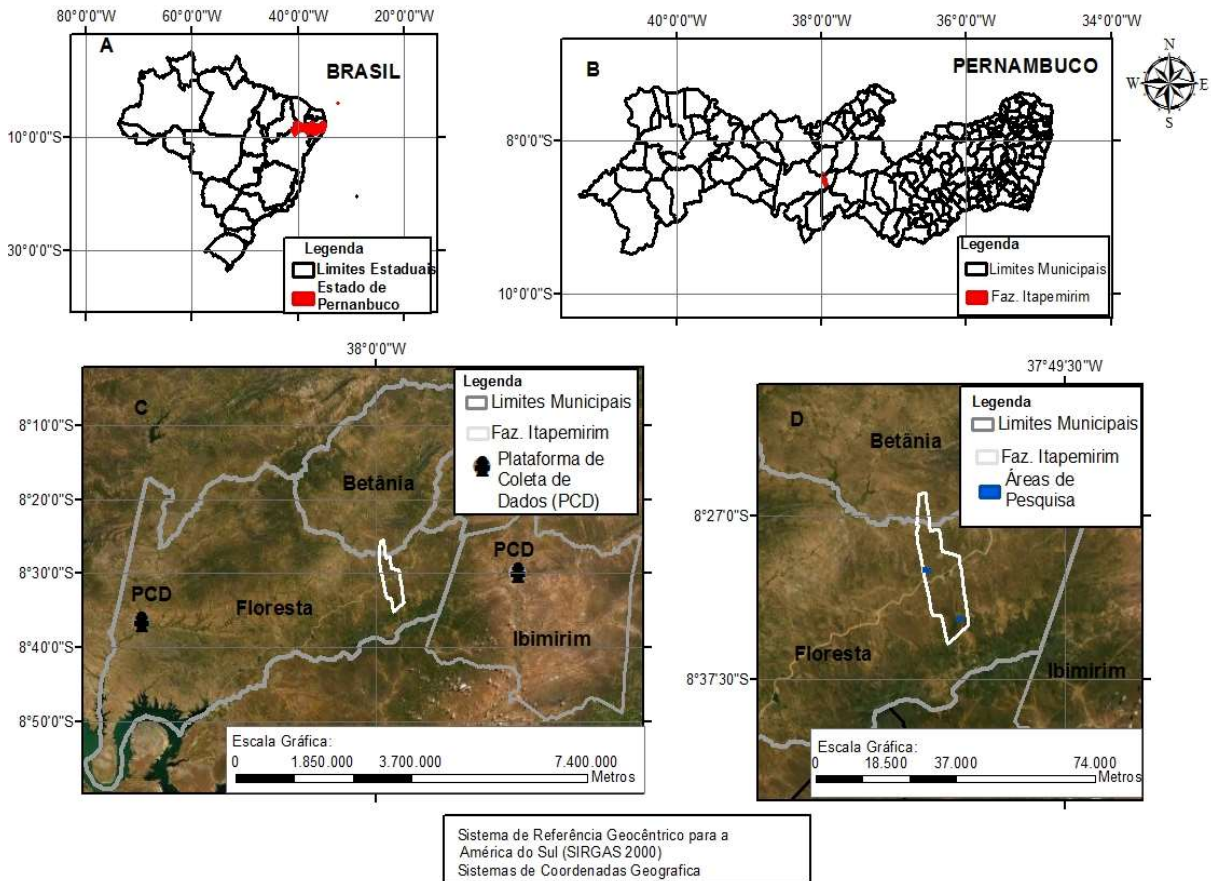 80°0'0"W 60°0'0"W 40°0'0"W 20°0'0"W
A
BRASIL
10°0'0"S
30°0'0"S
Legenda
Limites Estaduais
Estado de
Pernanbuco
40°0'0"W 38°0'0"W 36°0'0"W 34°0'0"W
B
PERNAMBUCO
8°0'0"S
10°0'0"S
Legenda
Limites Municipais
Faz. Itapemirim
N
W E
S
38°0'0"W
C
8°10'0"S
8°20'0"S
8°30'0"S
8°40'0"S
8°50'0"S
Legenda
Limites Municipais
Faz. Itapemirim
Plataforma de
Coleta de
Dados (PCD)
Betânia
PCD
PCD
Floresta
Ibimirim
Escala Gráfica:
0 1.850.000 3.700.000 7.400.000
Metros
37°49'30"W
D
8°27'0"S
8°37'30"S
Legenda
Limites Municipais
Faz. Itapemirim
Áreas de
Pesquisa
Betânia
Floresta
Ibimirim
Escala Gráfica:
0 18.500 37.000 74.000
Metros
Sistema de Referência Geocêntrico para a
América do Sul (SIRGAS 2000)
Sistemas de Coordenadas Geografica